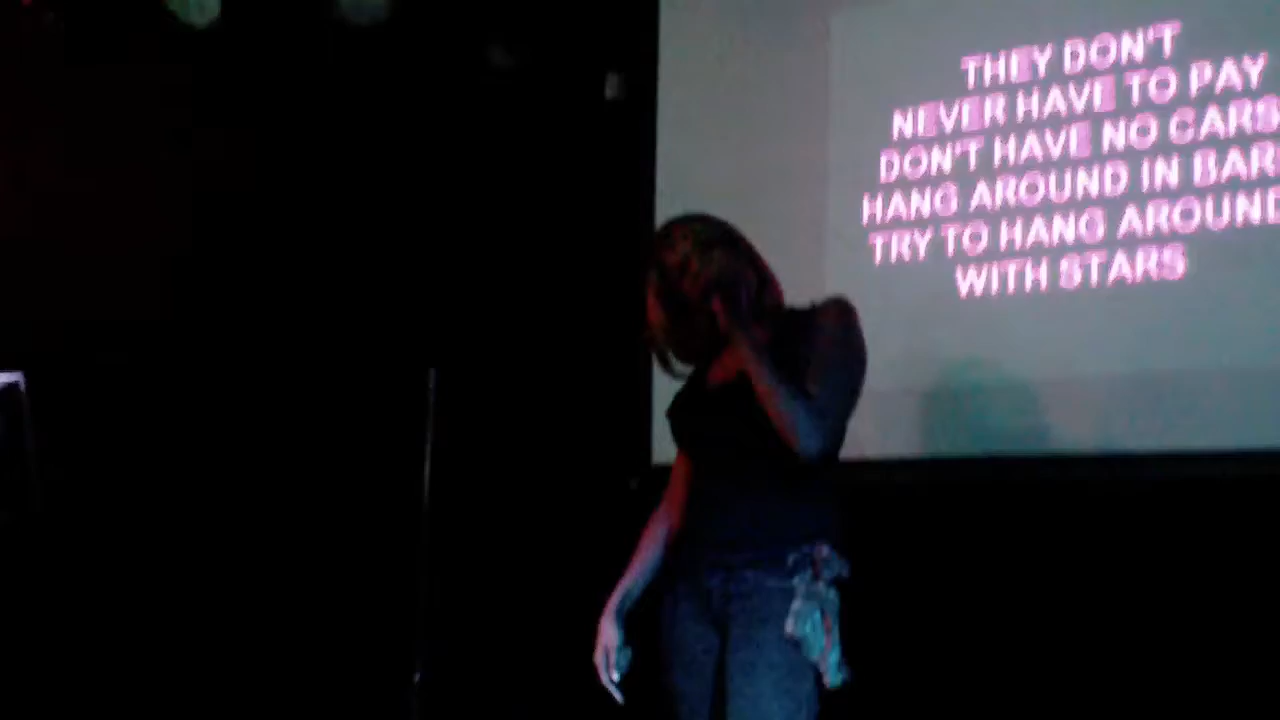 THEY DON'T
NEVER HAVE TO PAY
DON'T HAVE NO CARS
HANG AROUND IN BAR
TRY TO HANG AROUND
WITH STARS